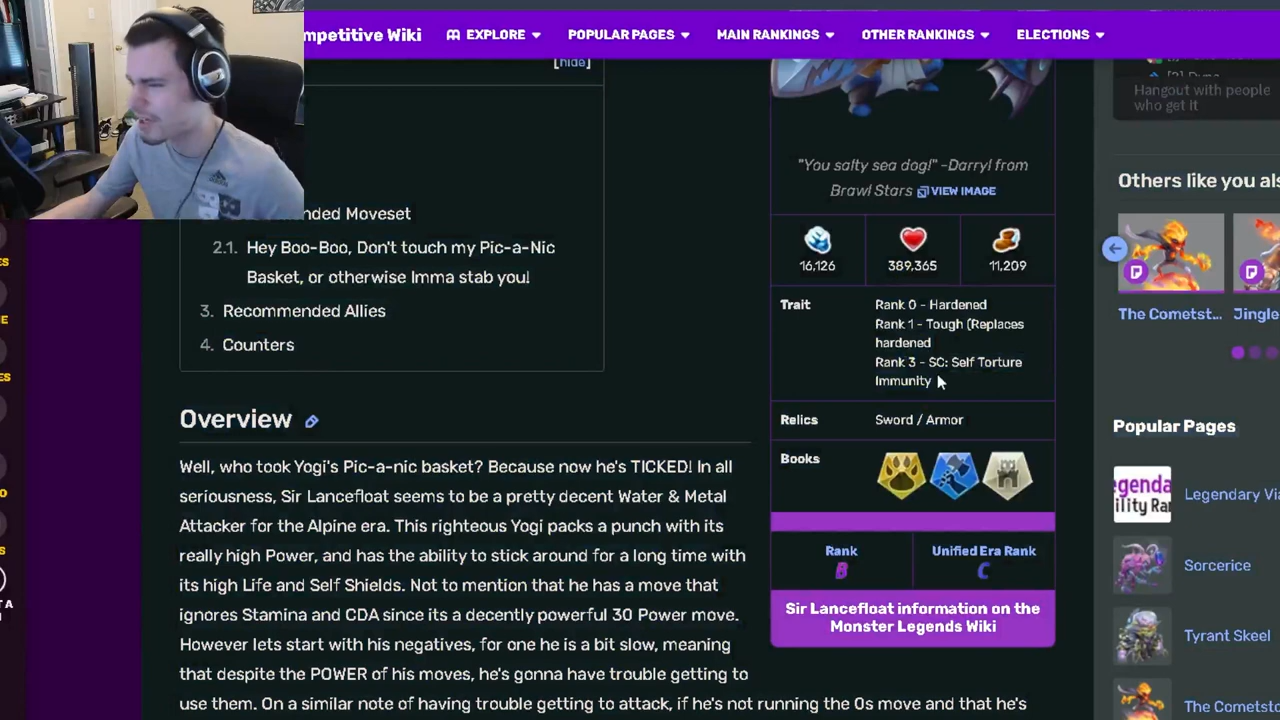 mpetitive Wiki
EXPLORE
POPULAR PAGES
MAIN RANKINGS
OTHER RANKINGS
ELECTIONS
[hide]
nded Moveset
2.1. Hey Boo-Boo, Don't touch my Pic-a-Nic
Basket, or otherwise Imma stab you!
3. Recommended Allies
4. Counters
Overview
Well, who took Yogi's Pic-a-nic basket? Because now he's TICKED! In all
seriousness, Sir Lancefloat seems to be a pretty decent Water & Metal
Attacker for the Alpine era. This righteous Yogi packs a punch with its
really high Power, and has the ability to stick around for a long time with
its high Life and Self Shields. Not to mention that he has a move that
ignores Stamina and CDA since its a decently powerful 30 Power move.
However lets start with his negatives, for one he is a bit slow, meaning
that despite the POWER of his moves, he's gonna have trouble getting to
use them. On a similar note of having trouble getting to attack, if he's not running the 0s move and that he's
"You salty sea dog!" -Darryl from
Brawl Stars VIEW IMAGE
16,126
389,365
11,209
Trait
Rank 0 - Hardened
Rank 1 - Tough (Replaces
hardened
Rank 3 - SC: Self Torture
Immunity
Relics
Sword / Armor
Books
Rank
B
Unified Era Rank
C
Sir Lancefloat information on the
Monster Legends Wiki
Hangout with people
who get it
Others like you als
The Cometst...
Jingle
Popular Pages
egenda
ility Ra
Legendary Via
Sorcerice
Tyrant Skeel
The Cometsto